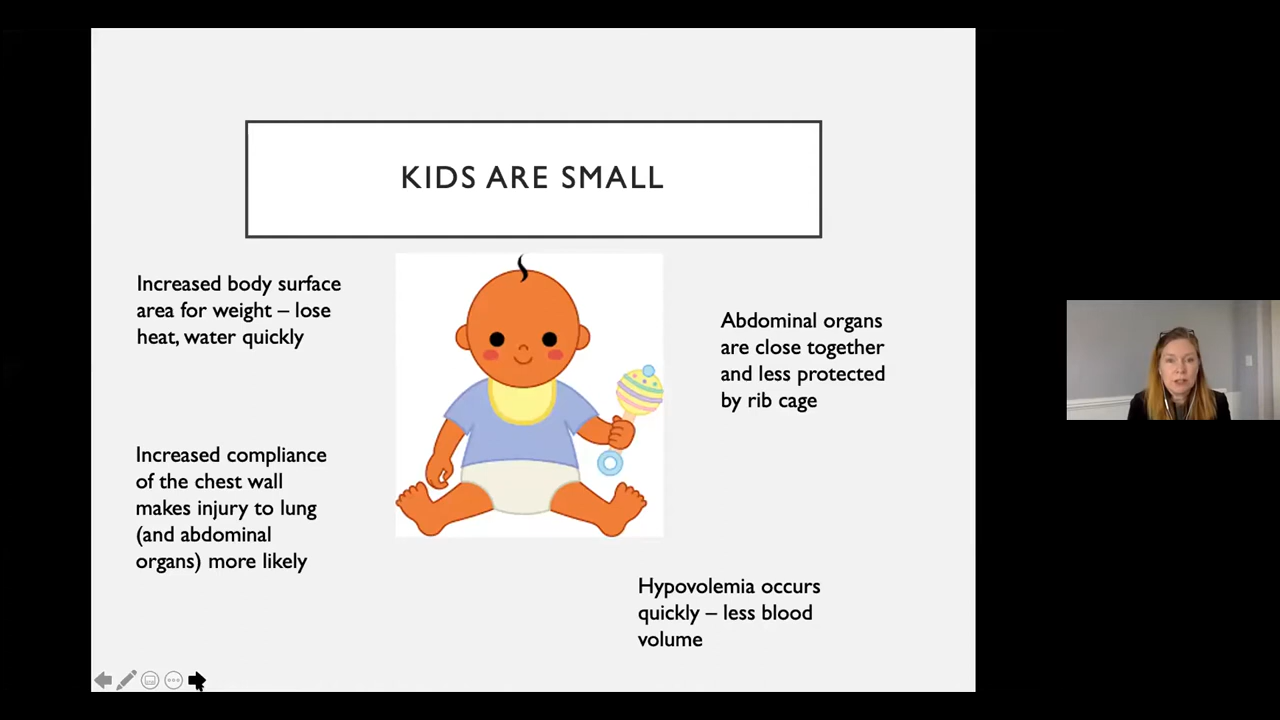 KIDS ARE SMALL
Increased body surface
area for weight – lose
heat, water quickly
Increased compliance
of the chest wall
makes injury to lung
(and abdominal
organs) more likely
Abdominal organs
are close together
and less protected
by rib cage
Hypovolemia occurs
quickly – less blood
volume